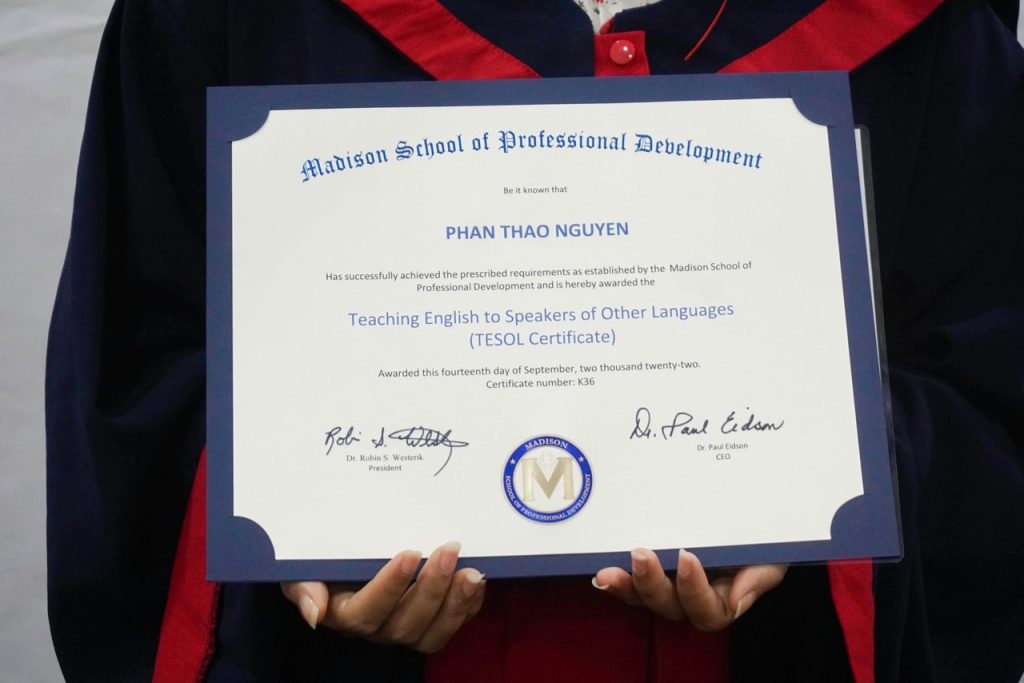 Madison School of Professional Development
Be it known that
PHAN THAO NGUYEN
Has successfully achieved the prescribed requirements as established by the Madison School of
Professional Development and is hereby awarded the
Teaching English to Speakers of Other Languages
(TESOL Certificate)
Awarded this fourteenth day of September, two thousand twenty-two.
Certificate number: K36
Robin S. Westerik
Dr. Robin S. Westerik
President
Dr. Paul Eidson
Dr. Paul Eidson
CEO
MADISON
M
SCHOOL OF PROFESSIONAL DEVELOPMENT